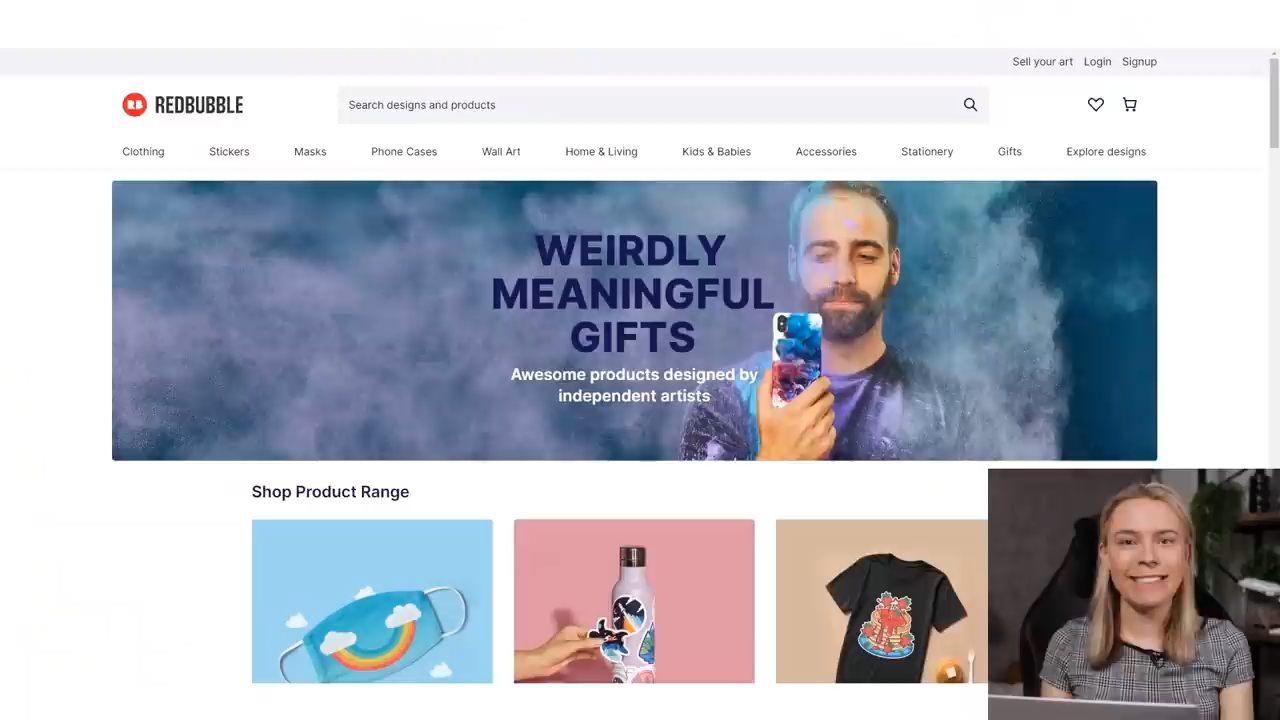 Sell your art Login Signup
RB REDBUBBLE
Search designs and products
Clothing Stickers Masks Phone Cases Wall Art Home & Living Kids & Babies Accessories Stationery Gifts Explore designs
WEIRDLY
MEANINGFUL
GIFTS
Awesome products designed by
independent artists
Shop Product Range